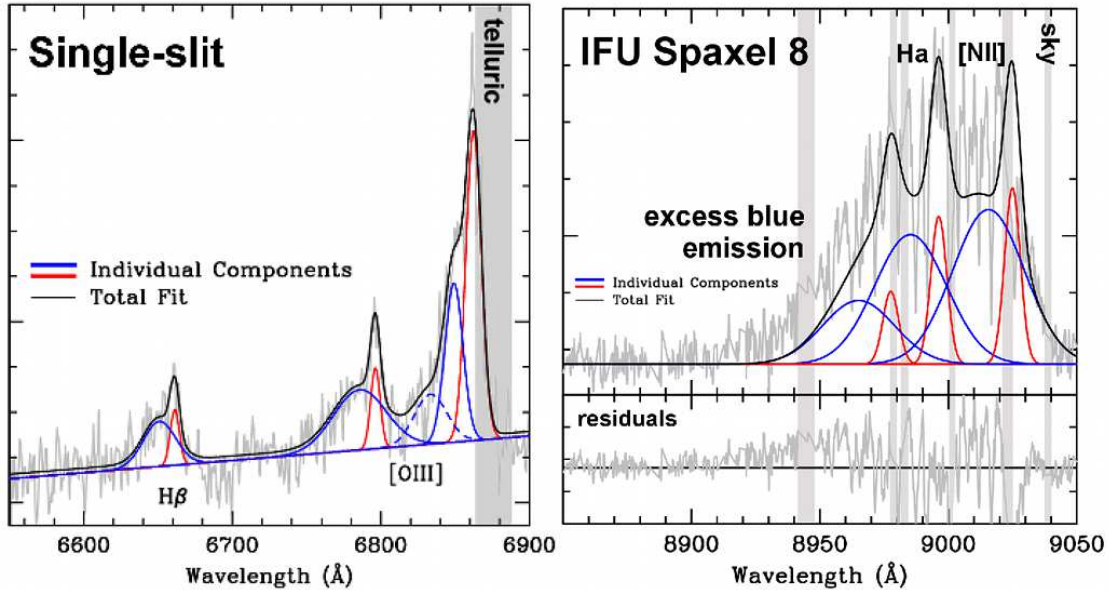 Single-slit
telluric
Individual Components
Total Fit
Hβ
[OIII]
6600
6700
6800
6900
Wavelength (Å)
IFU Spaxel 8
Ha
[NII]
sky
excess blue
emission
Individual Components
Total Fit
residuals
8900
8950
9000
9050
Wavelength (Å)